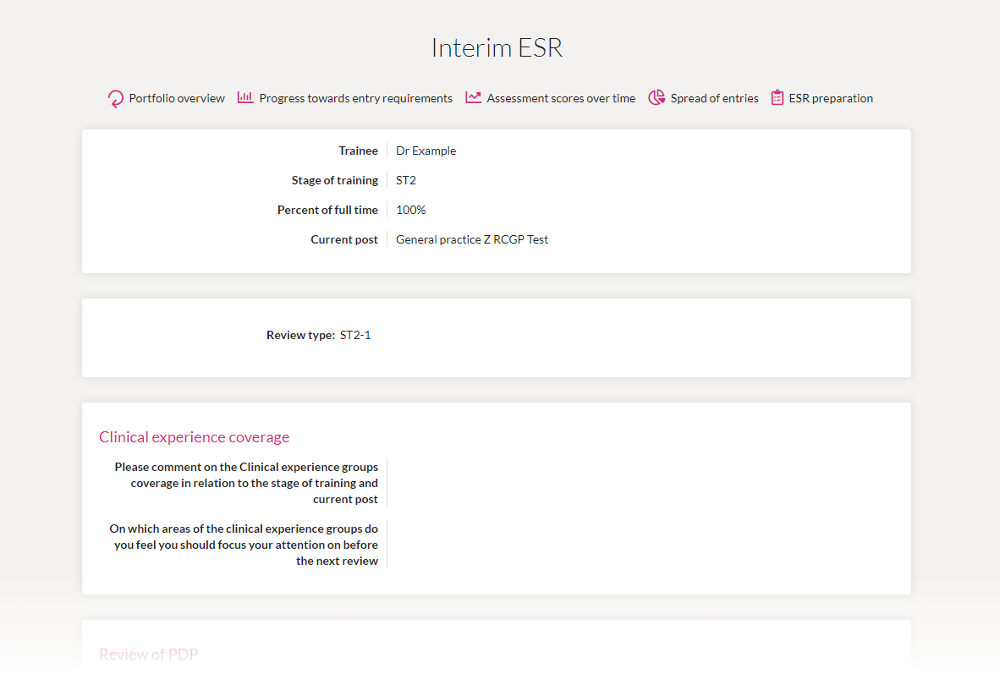 Interim ESR
Portfolio overview Progress towards entry requirements Assessment scores over time Spread of entries ESR preparation
Trainee Dr Example
Stage of training ST2
Percent of full time 100%
Current post General practice Z RCGP Test
Review type: ST2-1
Clinical experience coverage
Please comment on the Clinical experience groups
coverage in relation to the stage of training and
current post
On which areas of the clinical experience groups do
you feel you should focus your attention on before
the next review
Review of PDP